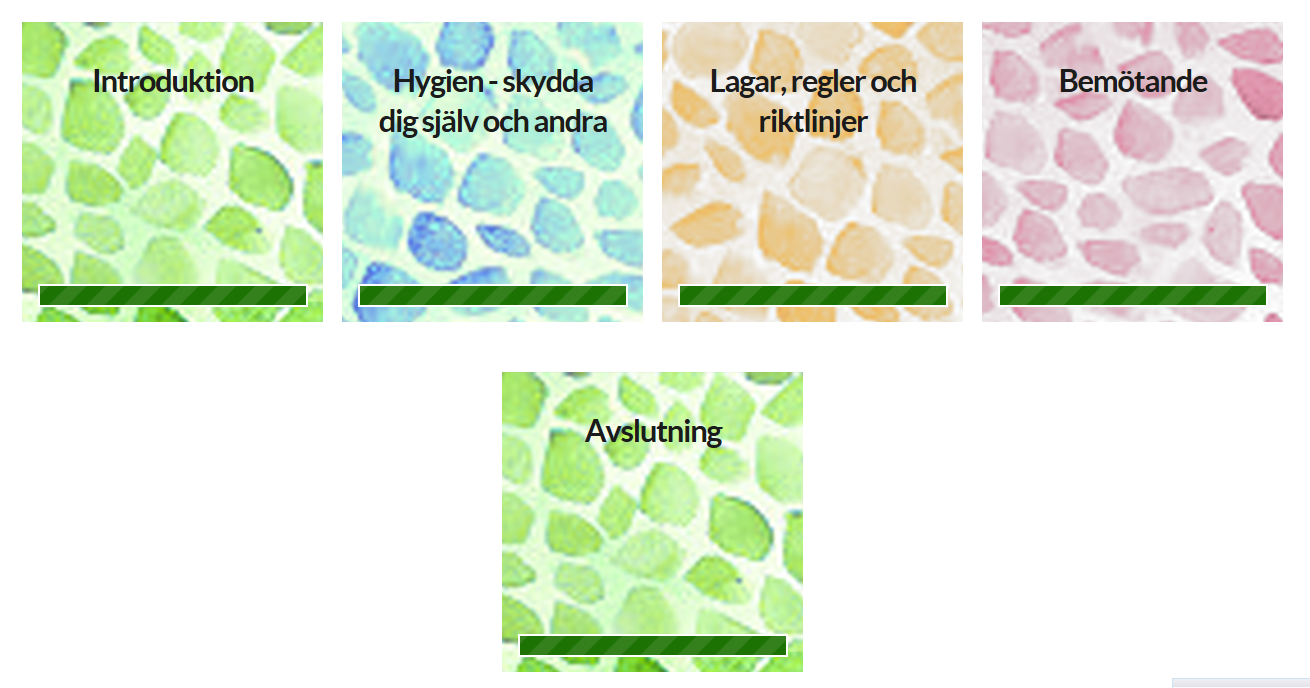 Introduktion
Hygien - skydda
dig själv och andra
Lagar, regler och
riktlinjer
Bemötande
Avslutning